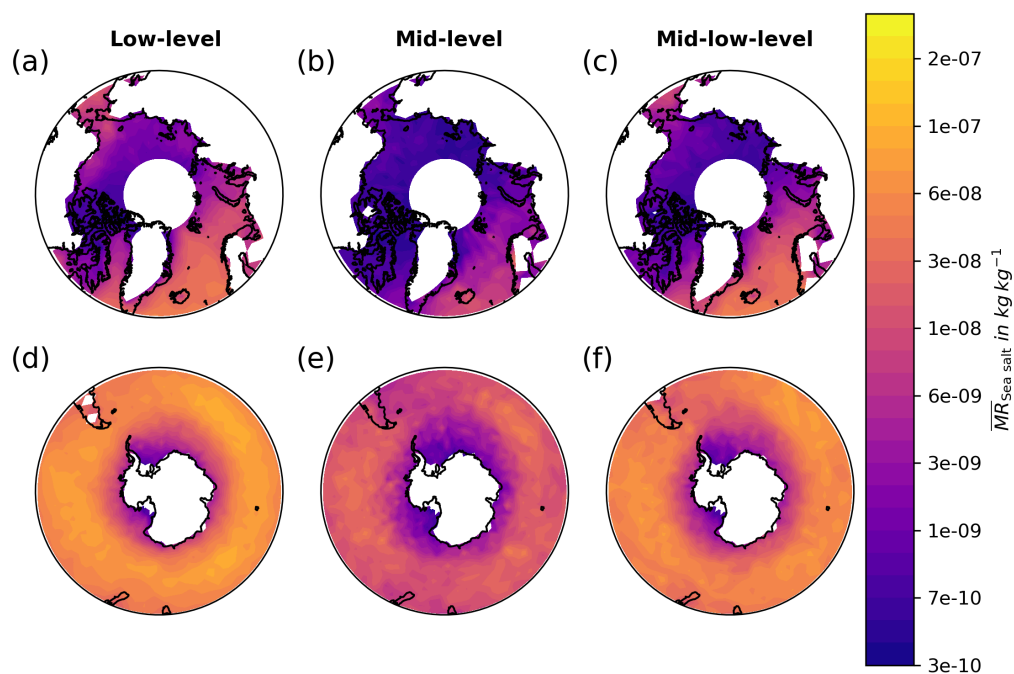 Low-level
Mid-level
Mid-low-level
(a)
(b)
(c)
(d)
(e)
(f)
2e-07
1e-07
6e-08
3e-08
1e-08
6e-09
3e-09
1e-09
7e-10
3e-10
M̅R̅ Sea salt in kg kg⁻¹